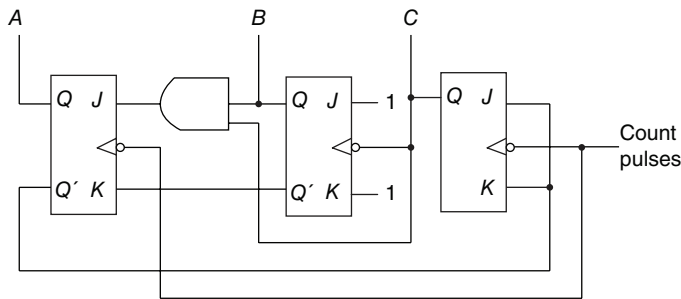 A B C
Q J Q J 1 Q J
Count
pulses
Q´ K Q´ K 1 K